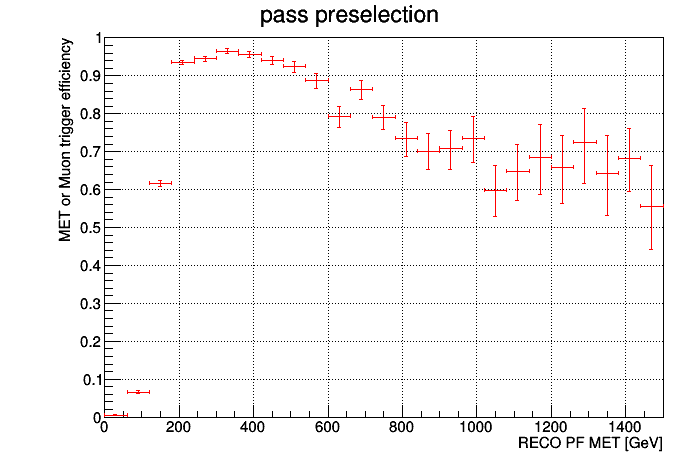 pass preselection
MET or Muon trigger efficiency
1
0.9
0.8
0.7
0.6
0.5
0.4
0.3
0.2
0.1
0
0 200 400 600 800 1000 1200 1400
RECO PF MET [GeV]